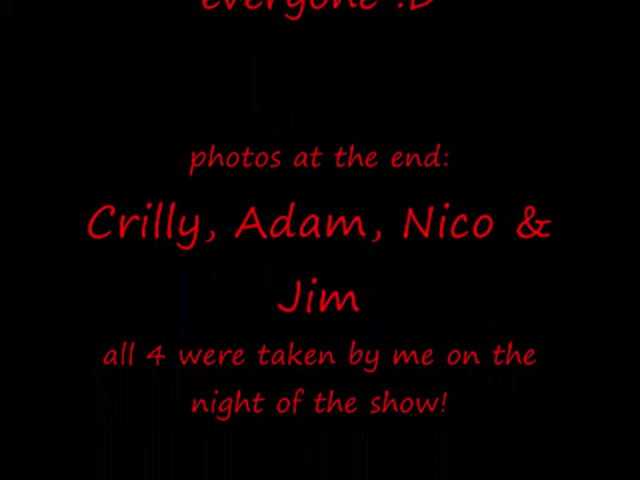 everyone :D
photos at the end:
Crilly, Adam, Nico &
Jim
all 4 were taken by me on the
night of the show!